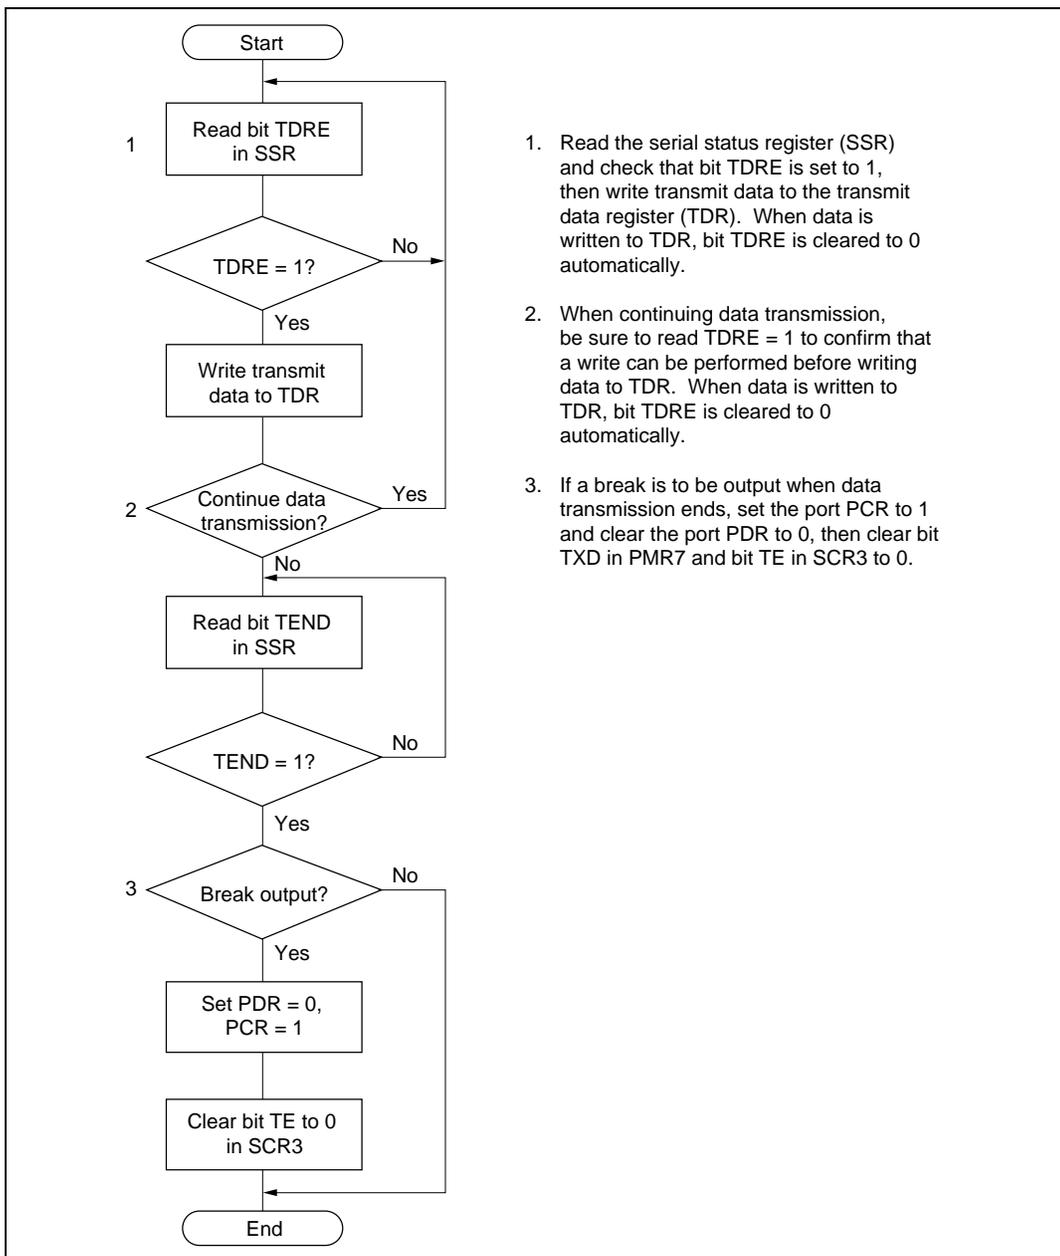 Start
1
Read bit TDRE
in SSR
TDRE = 1?
No
Yes
Write transmit
data to TDR
2
Continue data
transmission?
Yes
No
Read bit TEND
in SSR
TEND = 1?
No
Yes
3
Break output?
No
Yes
Set PDR = 0,
PCR = 1
Clear bit TE to 0
in SCR3
End
1. Read the serial status register (SSR)
and check that bit TDRE is set to 1,
then write transmit data to the transmit
data register (TDR). When data is
written to TDR, bit TDRE is cleared to 0
automatically.
2. When continuing data transmission,
be sure to read TDRE = 1 to confirm that
a write can be performed before writing
data to TDR. When data is written to
TDR, bit TDRE is cleared to 0
automatically.
3. If a break is to be output when data
transmission ends, set the port PCR to 1
and clear the port PDR to 0, then clear bit
TXD in PMR7 and bit TE in SCR3 to 0.